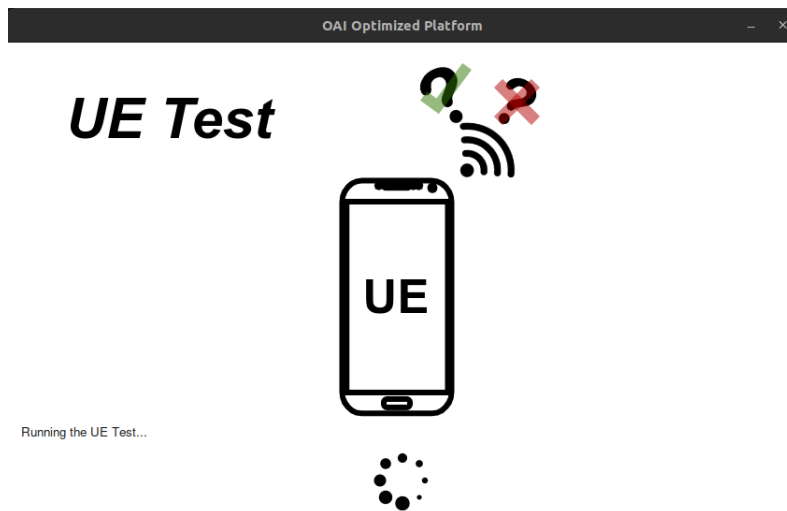 OAI Optimized Platform
UE Test
UE
Running the UE Test...